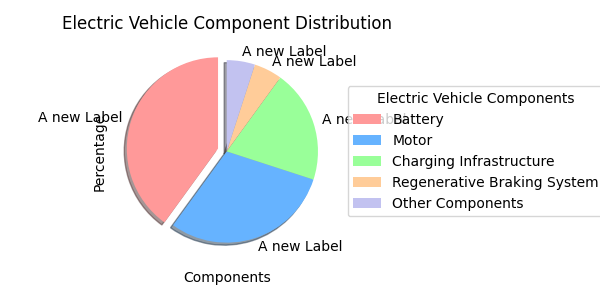 Electric Vehicle Component Distribution
A new Label
A new Label
A new Label
A new
Percentage
A new Label
Components
Electric Vehicle Components
Battery
Motor
Charging Infrastructure
Regenerative Braking System
Other Components